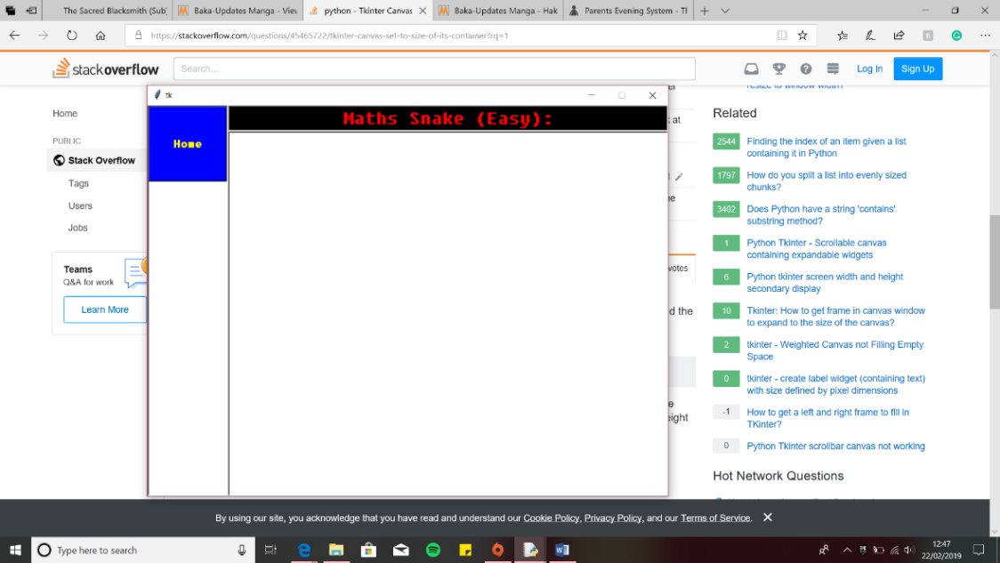 The Sacred Blacksmith (Sub)
Baka-Updates Manga - Viev
python - Tkinter Canvas
Baka-Updates Manga - Hak
Parents Evening System - Th
https://stackoverflow.com/questions/45465722/tkinter-canvas-set-to-size-of-its-container?rq=1
stackoverflow
Search...
Log In
Sign Up
tk
Home
Maths Snake (Easy):
Home
PUBLIC
Stack Overflow
Tags
Users
Jobs
Teams
Q&A for work
Learn More
at
votes
d the
eight
resize to window width?
Related
2544 Finding the index of an item given a list
containing it in Python
1797 How do you split a list into evenly sized
chunks?
3402 Does Python have a string 'contains'
substring method?
1 Python Tkinter - Scrollable canvas
containing expandable widgets
6 Python tkinter screen width and height
secondary display
10 Tkinter: How to get frame in canvas window
to expand to the size of the canvas?
2 tkinter - Weighted Canvas not Filling Empty
Space
0 tkinter - create label widget (containing text)
with size defined by pixel dimensions
-1 How to get a left and right frame to fill in
TKinter?
0 Python Tkinter scrollbar canvas not working
Hot Network Questions
By using our site, you acknowledge that you have read and understand our Cookie Policy, Privacy Policy, and our Terms of Service.
Type here to search
12:47
22/02/2019